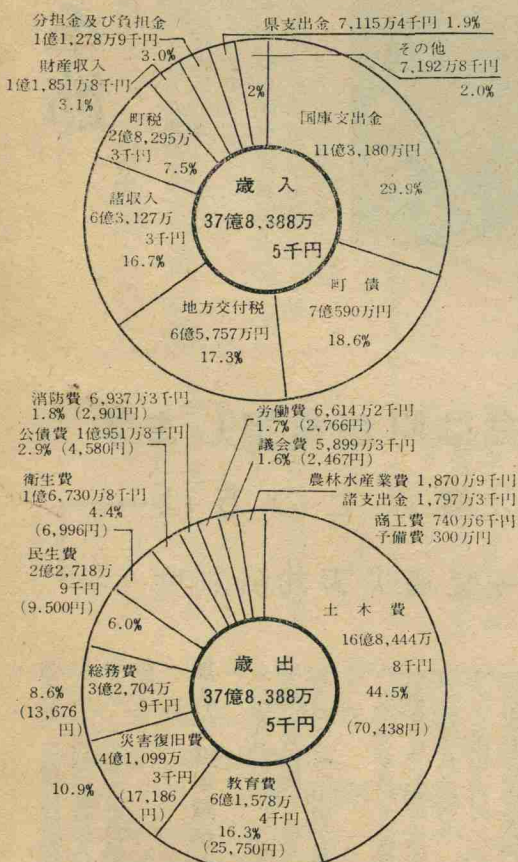 分担金及び負担金
1億1,278万9千円
3.0%
県支出金 7,115万4千円 1.9%
その他
7,192万8千円
2.0%
財産収入
1億1,851万8千円
3.1%
2%
国庫支出金
11億3,180万円
29.9%
町税
2億8,295万
3千円
7.5%
歳入
37億8,388万
5千円
諸収入
6億3,127万
3千円
16.7%
町債
7億590万円
18.6%
地方交付税
6億5,757万円
17.3%
消防費 6,937万3千円
1.8% (2,901円)
公債費 1億951万8千円
2.9% (4,580円)
労働費 6,614万2千円
1.7% (2,766円)
議会費 5,899万3千円
1.6% (2,467円)
農林水産業費 1,870万9千円
諸支出金 1,797万3千円
商工費 740万6千円
予備費 300万円
衛生費
1億6,730万8千円
4.4%
(6,996円)
民生費
2億2,718万
9千円
(9.500円)
6.0%
土木費
16億8,444万
8千円
44.5%
(70,438円)
歳出
37億8,388万
5千円
総務費
3億2,704万
9千円
8.6%
(13,676
円)
災害復旧費
4億1,099万
3千円
(17,186
円)
10.9%
教育費
6億1,578万
4千円
16.3%
(25,750円)